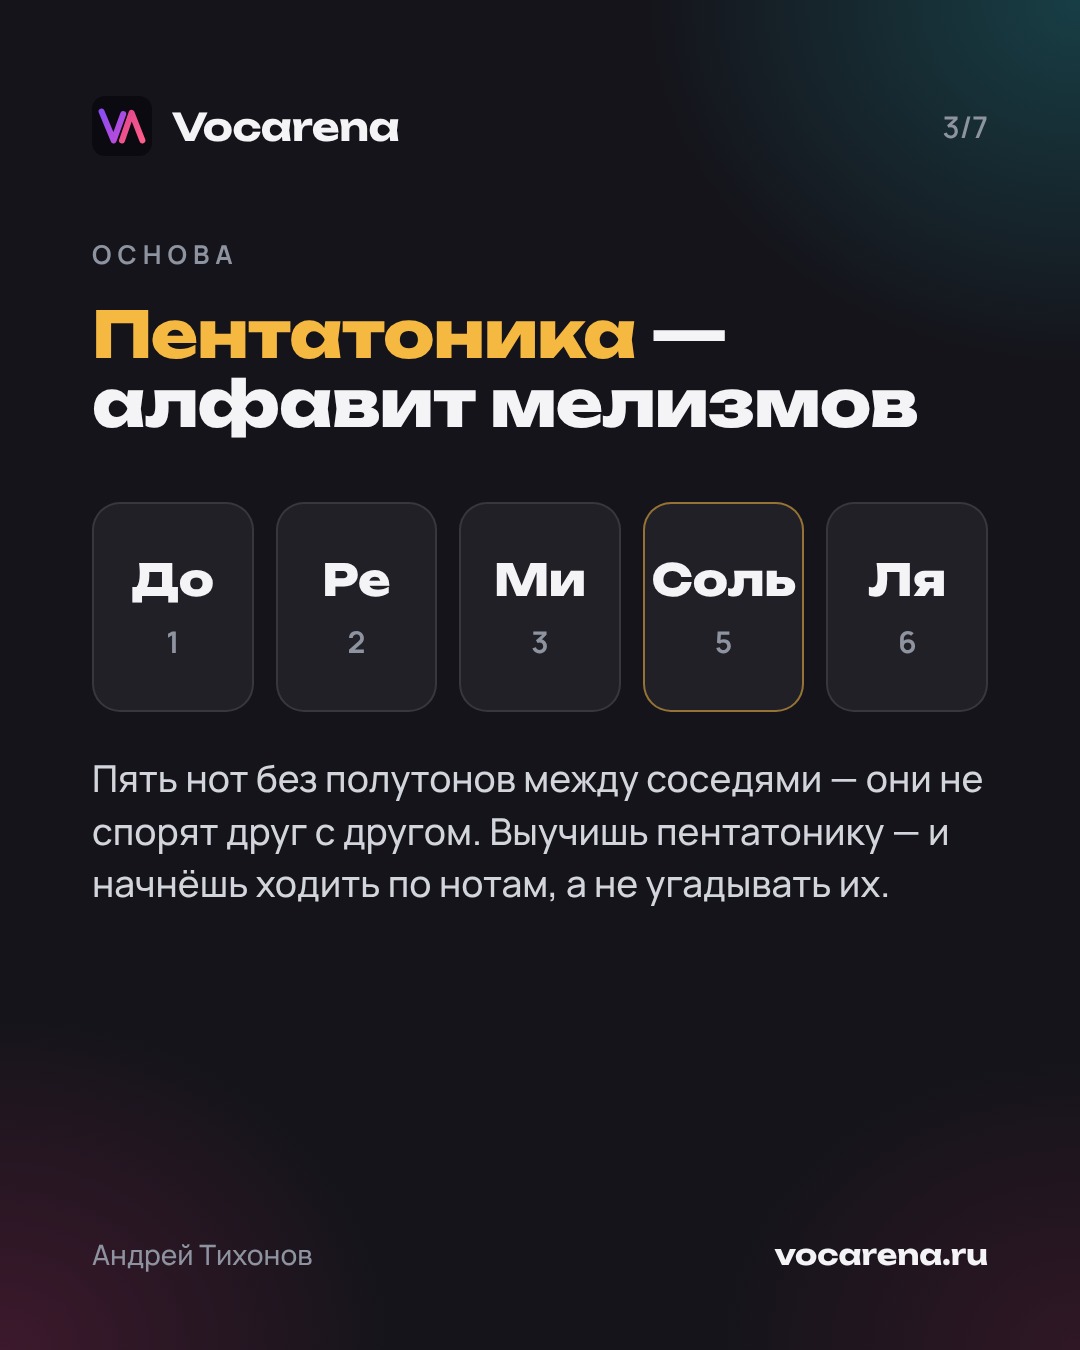 Vocarena
3/7
ОСНОВА
Пентатоника —
алфавит мелизмов
До Ре Ми Соль Ля
1 2 3 5 6
Пять нот без полутонов между соседями — они не
спорят друг с другом. Выучишь пентатонику — и
начнёшь ходить по нотам, а не угадывать их.
Андрей Тихонов
vocarena.ru